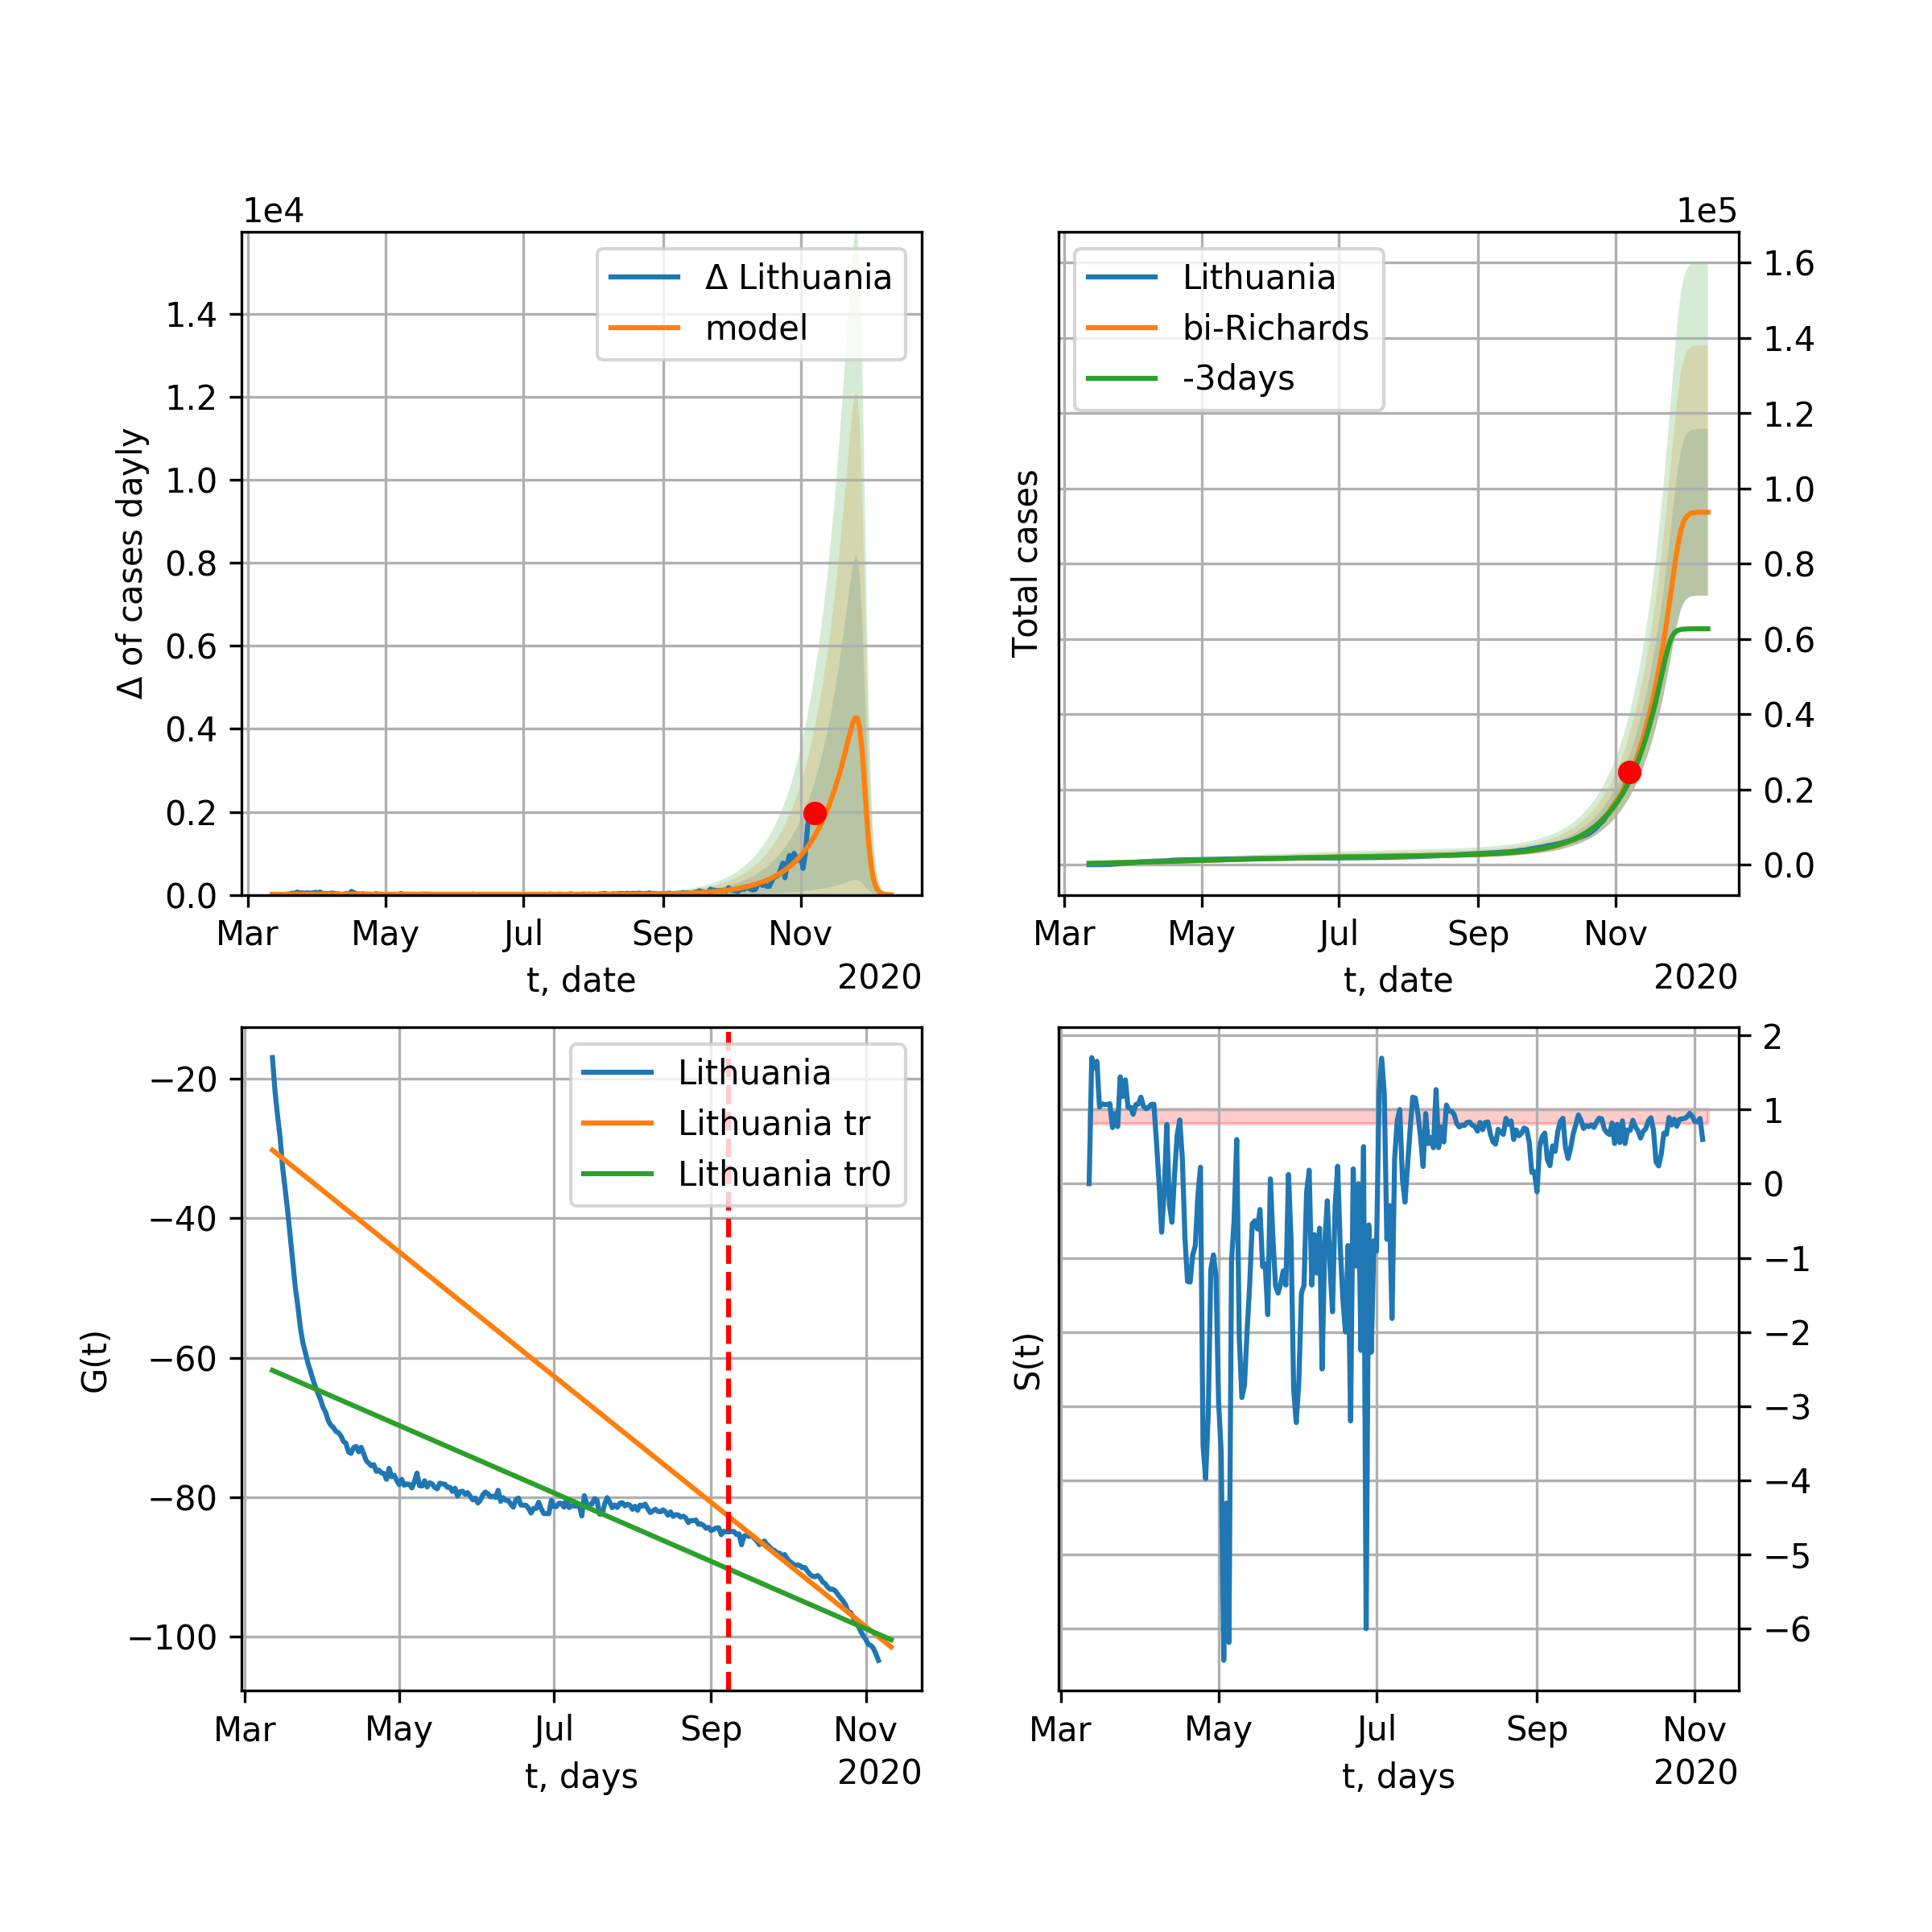 1e4
Δ Lithuania
model
1.4
1.2
1.0
0.8
0.6
0.4
0.2
0.0
Δ of cases dayly
Mar May Jul Sep Nov
t, date
2020
1e5
Lithuania
bi-Richards
-3days
1.6
1.4
1.2
1.0
0.8
0.6
0.4
0.2
0.0
Total cases
Mar May Jul Sep Nov
t, date
2020
Lithuania
Lithuania tr
Lithuania tr0
−20
−40
−60
−80
−100
G(t)
Mar May Jul Sep Nov
t, days
2020
2
1
0
−1
−2
−3
−4
−5
−6
S(t)
Mar May Jul Sep Nov
t, days
2020